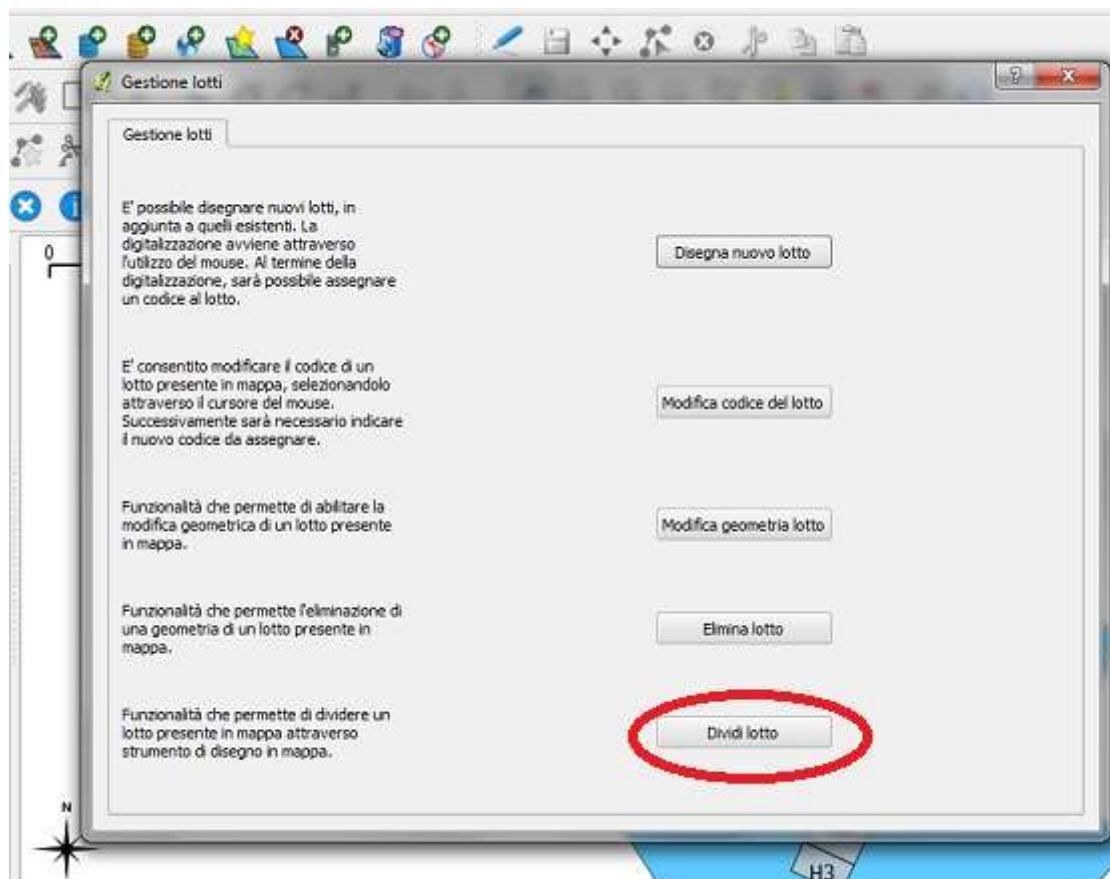 Gestione lotti
Gestione lotti
0
E' possibile disegnare nuovi lotti, in
aggiunta a quelli esistenti. La
digitalizzazione avviene attraverso
l'utilizzo del mouse. Al termine della
digitalizzazione, sarà possibile assegnare
un codice al lotto.
Disegna nuovo lotto
E' consentito modificare il codice di un
lotto presente in mappa, selezionandolo
attraverso il cursore del mouse.
Successivamente sarà necessario indicare
il nuovo codice da assegnare.
Modifica codice del lotto
Funzionalità che permette di abilitare la
modifica geometrica di un lotto presente
in mappa.
Modifica geometria lotto
Funzionalità che permette l'eliminazione di
una geometria di un lotto presente in
mappa.
Elimina lotto
Funzionalità che permette di dividere un
lotto presente in mappa attraverso
strumento di disegno in mappa.
Dividi lotto
N
H3